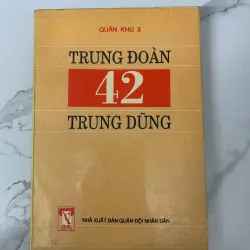 QUÂN KHU 3
TRUNG ĐOÀN
42
TRUNG DŨNG
NHÀ XUẤT BẢN QUÂN ĐỘI NHÂN DÂN